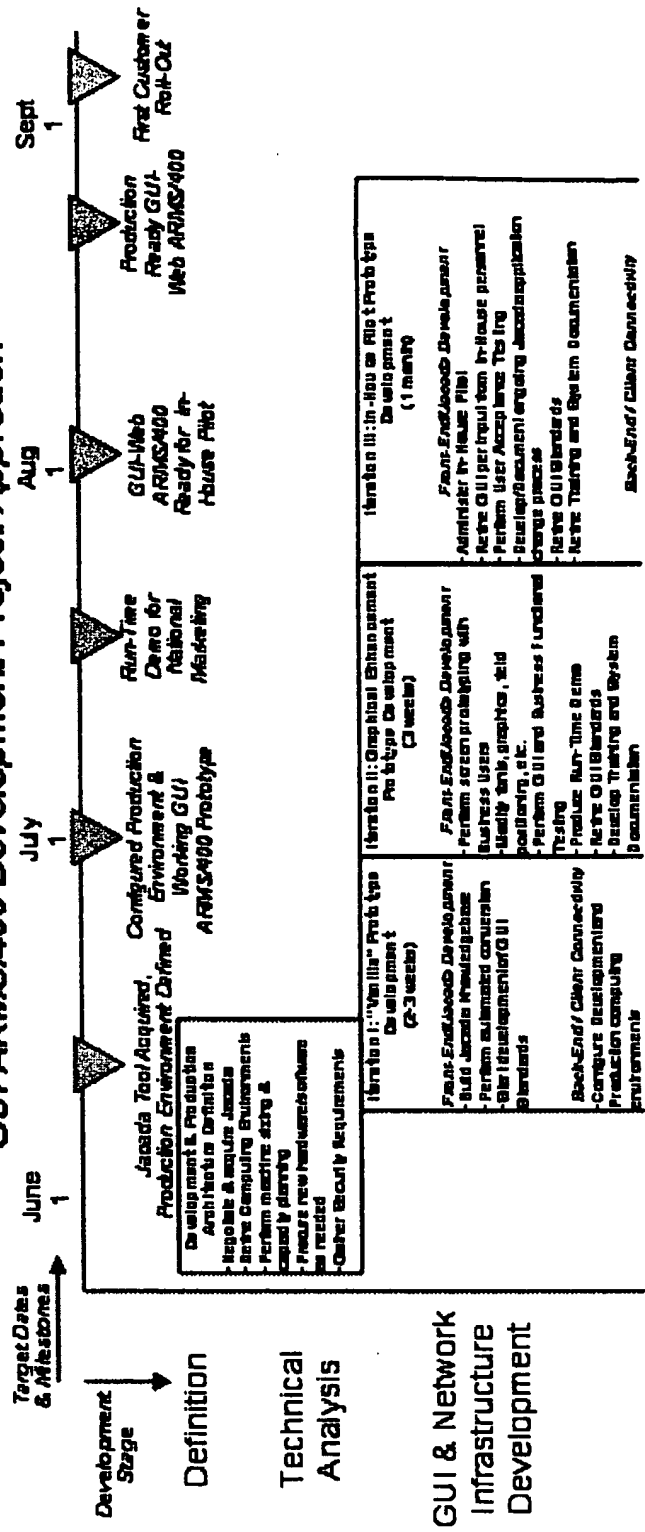 GUI ARMS/400 Development Project Approach
Target Dates
& Milestones
June
1
July
1
Aug
1
Sept
1
Development
Stage
Jacada Tool Acquired,
Production Environment Defined
Configured Production
Environment &
Working GUI
ARMS/400 Prototype
Run-Time
Demo for
National
Marketing
GUI-Web
ARMS/400
Ready for In-
House Pilot
Production
Ready GUI-
Web ARMS/400
First Customer
Roll-Out
Definition
Development & Production
Architecture Definition
- Negotiate & acquire Jacada
- Define Computing Environments
- Perform machine sizing &
capacity planning
- Procure new hardware/software
as needed
- Gather Security Requirements
Technical
Analysis
GUI & Network
Infrastructure
Development
Iteration I: "Vanilla" Prototype
Development
(2-3 weeks)
Front-End/Jacada Development
- Build Jacada Knowledgebase
- Perform automated conversion
- Start development of GUI
Standards
Back-End / Client Connectivity
- Configure Development and
Production computing
environments
Iteration II: Graphical Enhancement
Prototype Development
(3 weeks)
Front-End/Jacada Development
- Perform screen prototyping with
Business Users
- Modify fonts, graphics, field
positioning, etc.
- Perform GUI and Business Functional
Testing
- Produce Run-Time Demo
- Refine GUI Standards
- Develop Training and System
Documentation
Iteration III: In-House Pilot Prototype
Development
(1 month)
Front-End/Jacada Development
- Administer In-House Pilot
- Refine GUI per input from In-House personnel
- Perform User Acceptance Testing
- Develop/Document ongoing Jacada application
change process
- Refine GUI Standards
- Refine Training and System Documentation
Back-End / Client Connectivity